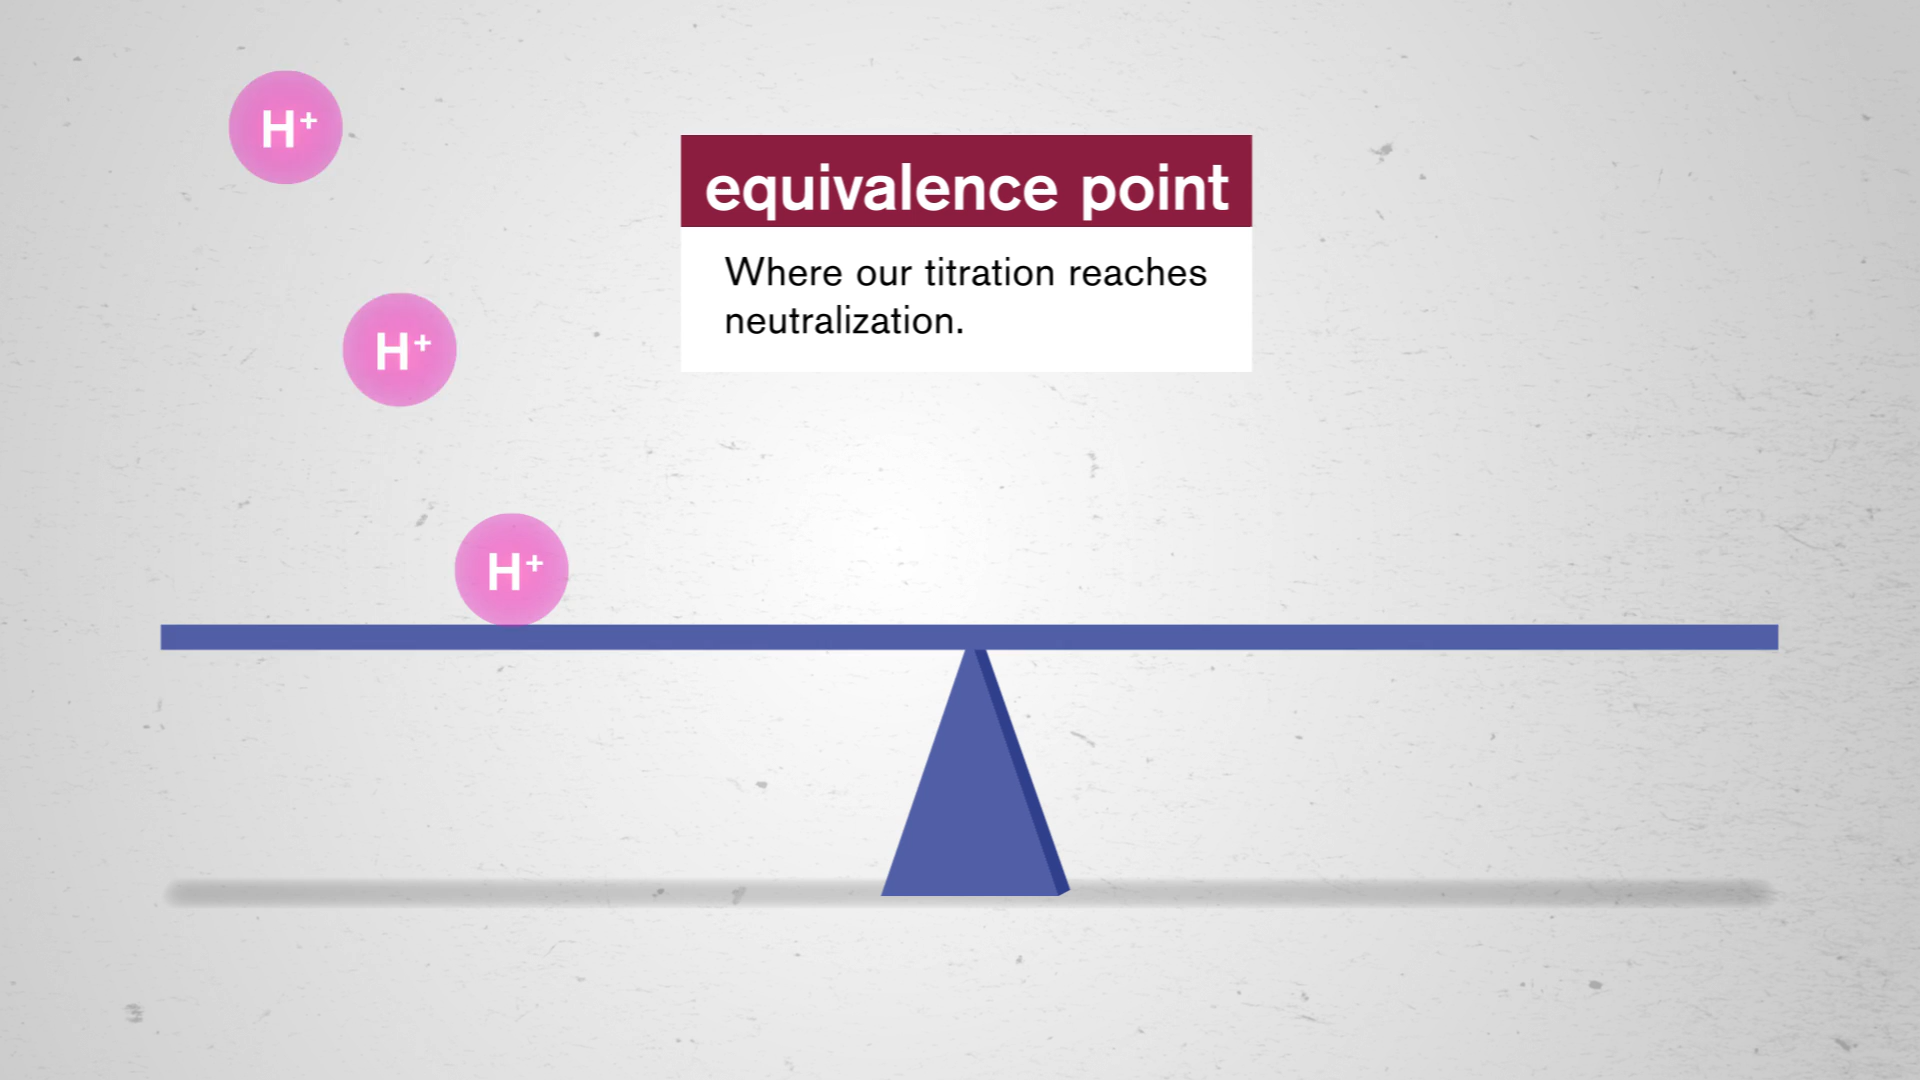 H⁺
equivalence point
Where our titration reaches
neutralization.
H⁺
H⁺